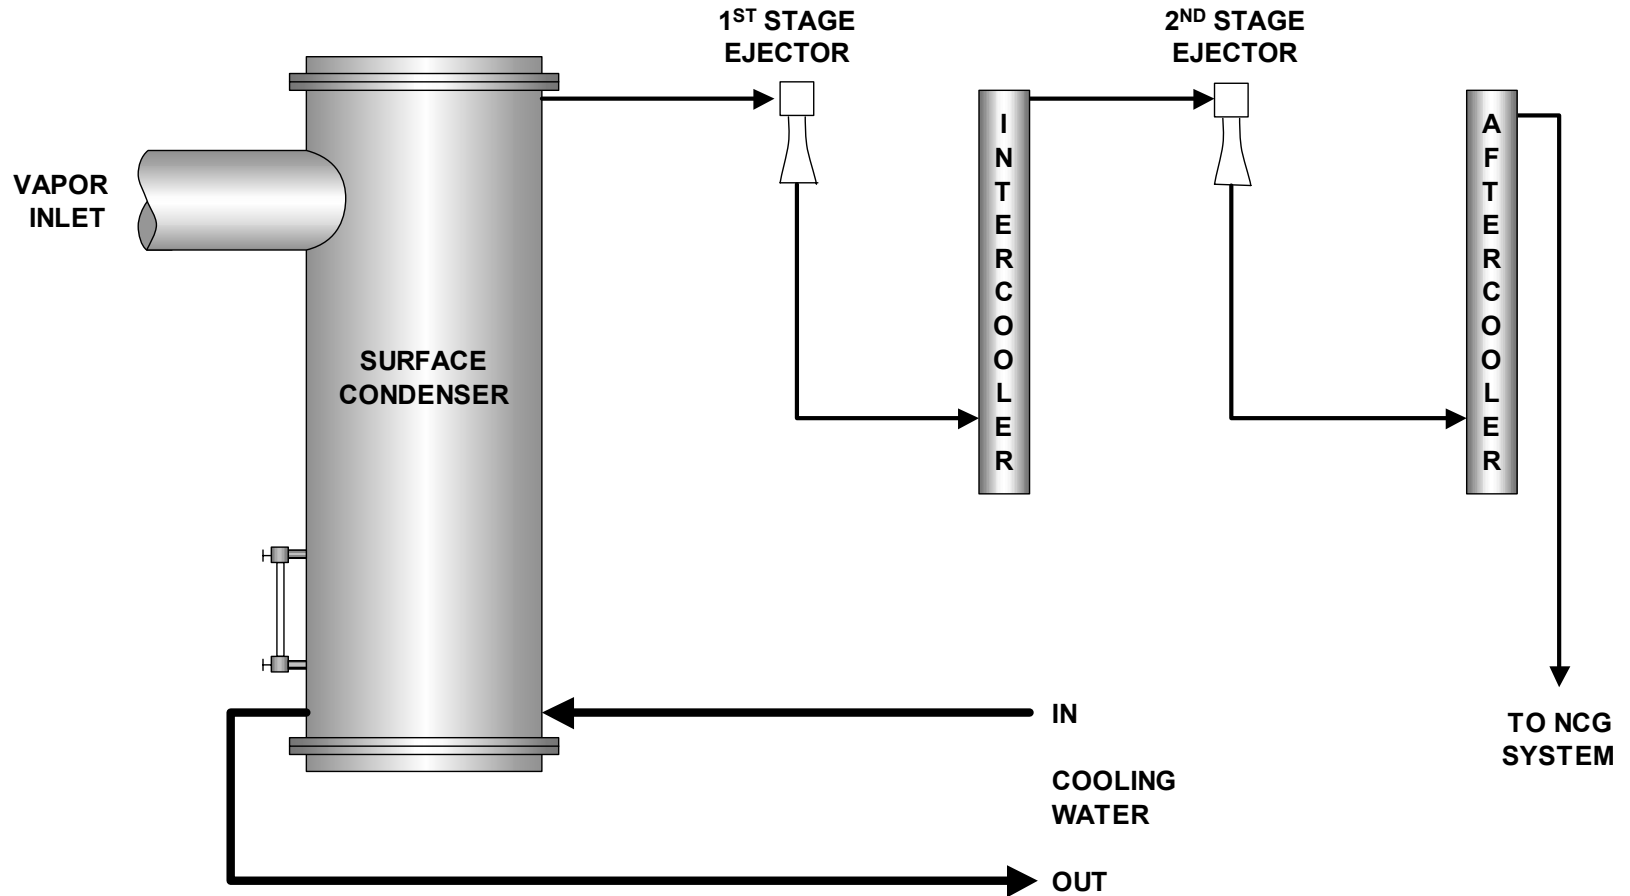 1ST STAGE
EJECTOR
2ND STAGE
EJECTOR
VAPOR
INLET
SURFACE
CONDENSER
INTERCOOLER
AFTERCOOLER
IN
COOLING
WATER
OUT
TO NCG
SYSTEM